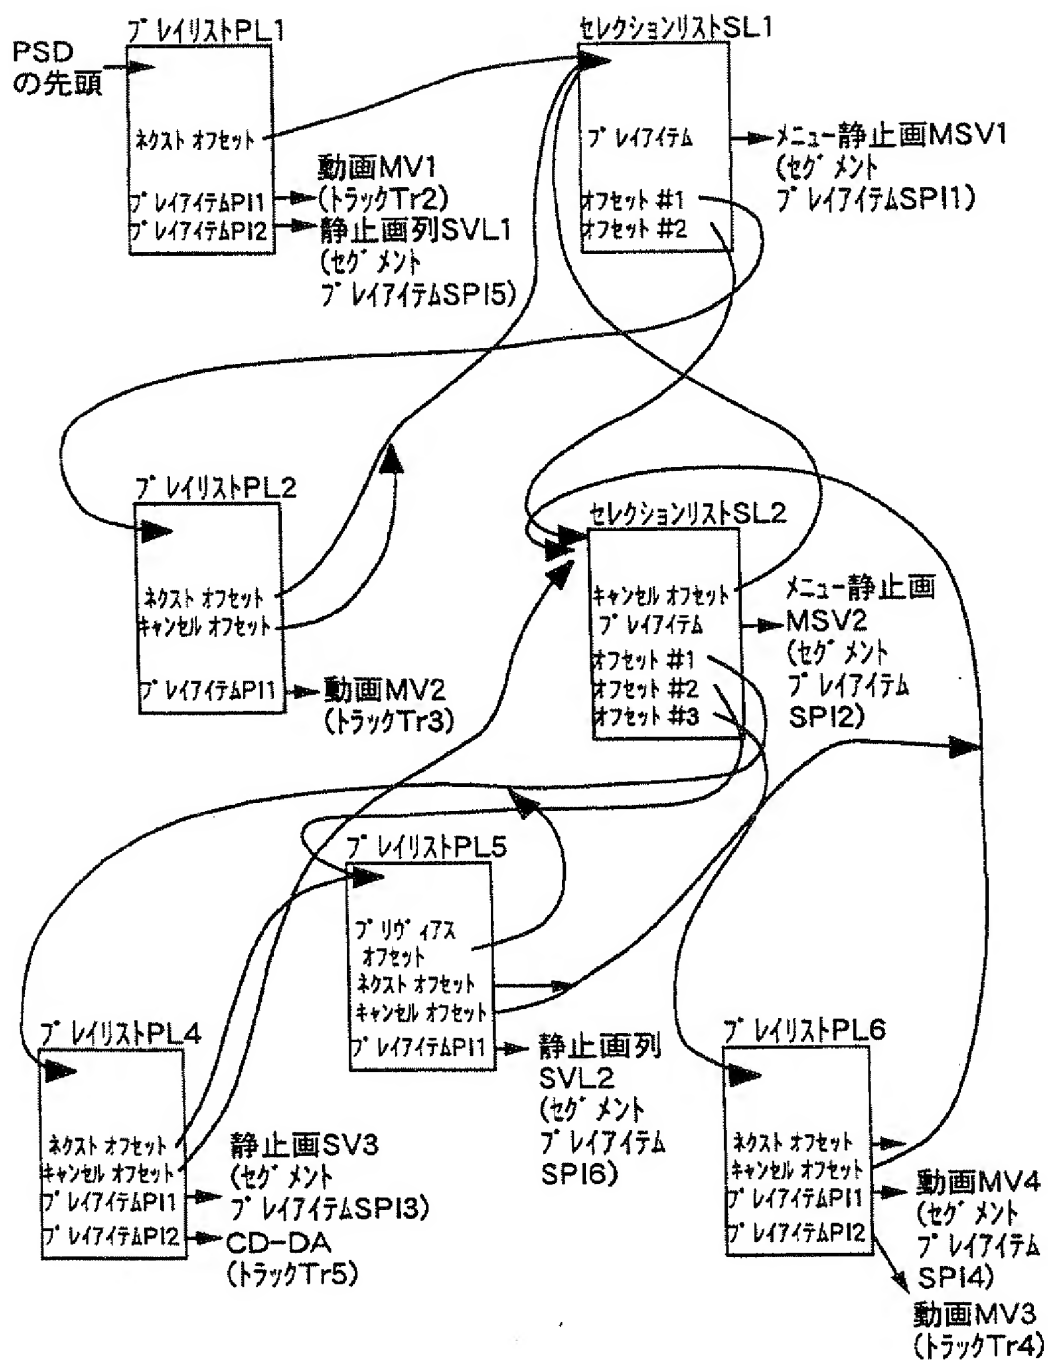 プレイリストPL1
PSD
の先頭
ネクスト オフセット
プレイアイテムPI1
プレイアイテムPI2
動画MV1
(トラックTr2)
静止画列SVL1
(セグメント
プレイアイテムSPI5)
セレクションリストSL1
プレイアイテム
オフセット #1
オフセット #2
メニュー静止画MSV1
(セグメント
プレイアイテムSPI1)
プレイリストPL2
ネクスト オフセット
キャンセル オフセット
プレイアイテムPI1
動画MV2
(トラックTr3)
セレクションリストSL2
キャンセル オフセット
プレイアイテム
オフセット #1
オフセット #2
オフセット #3
メニュー静止画
MSV2
(セグメント
プレイアイテム
SPI2)
プレイリストPL5
プリヴィアス
オフセット
ネクスト オフセット
キャンセル オフセット
プレイアイテムPI1
静止画列
SVL2
(セグメント
プレイアイテム
SPI6)
プレイリストPL4
ネクスト オフセット
キャンセル オフセット
プレイアイテムPI1
プレイアイテムPI2
静止画SV3
(セグメント
プレイアイテムSPI3)
CD-DA
(トラックTr5)
プレイリストPL6
ネクスト オフセット
キャンセル オフセット
プレイアイテムPI1
プレイアイテムPI2
動画MV4
(セグメント
プレイアイテム
SPI4)
動画MV3
(トラックTr4)